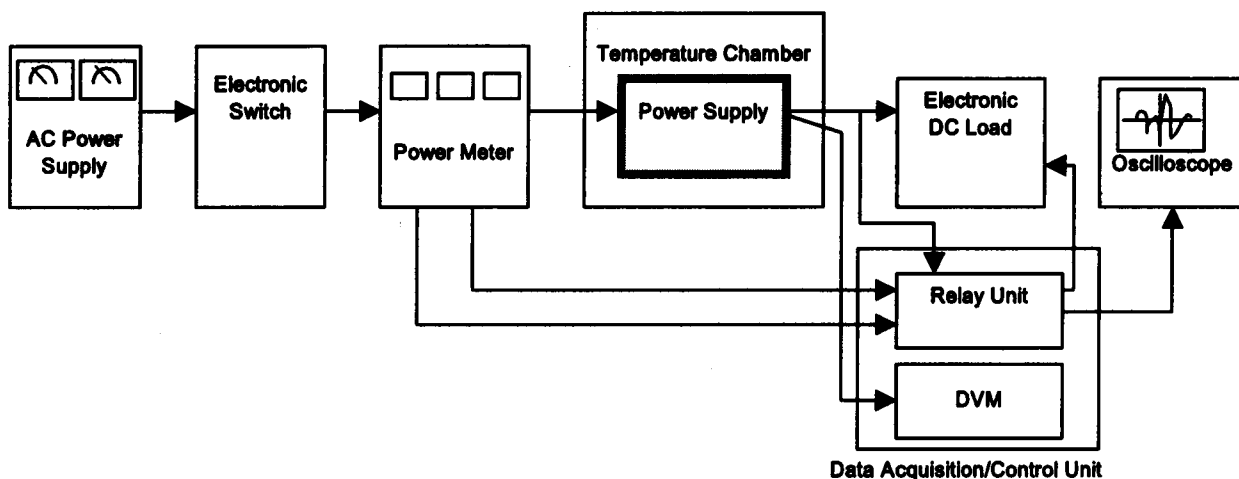 AC Power
Supply
Electronic
Switch
Power Meter
Temperature Chamber
Power Supply
Electronic
DC Load
Oscilloscope
Relay Unit
DVM
Data Acquisition/Control Unit